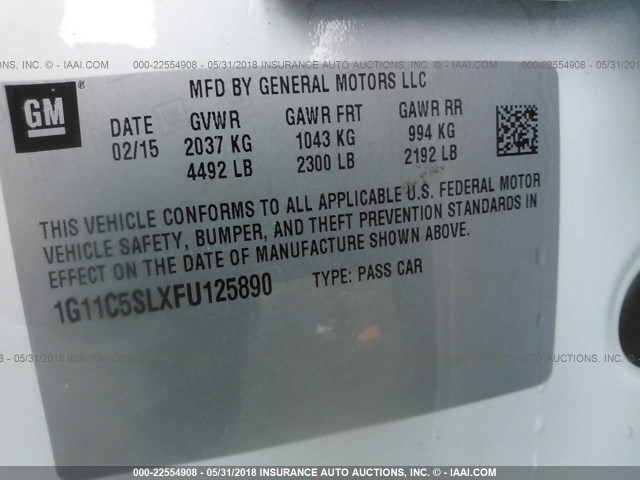 000-22554908 - 05/31/2018 INSURANCE AUTO AUCTIONS, INC. - © IAAI.COM
GM ®
MFD BY GENERAL MOTORS LLC
DATE GVWR GAWR FRT GAWR RR
02/15 2037 KG 1043 KG 994 KG
4492 LB 2300 LB 2192 LB
THIS VEHICLE CONFORMS TO ALL APPLICABLE U.S. FEDERAL MOTOR
VEHICLE SAFETY, BUMPER, AND THEFT PREVENTION STANDARDS IN
EFFECT ON THE DATE OF MANUFACTURE SHOWN ABOVE.
1G11C5SLXFU125890 TYPE: PASS CAR
000-22554908 - 05/31/2018 INSURANCE AUTO AUCTIONS, INC. - © IAAI.COM
000-22554908 - 05/31/2018 INSURANCE AUTO AUCTIONS, INC. - © IAAI.COM